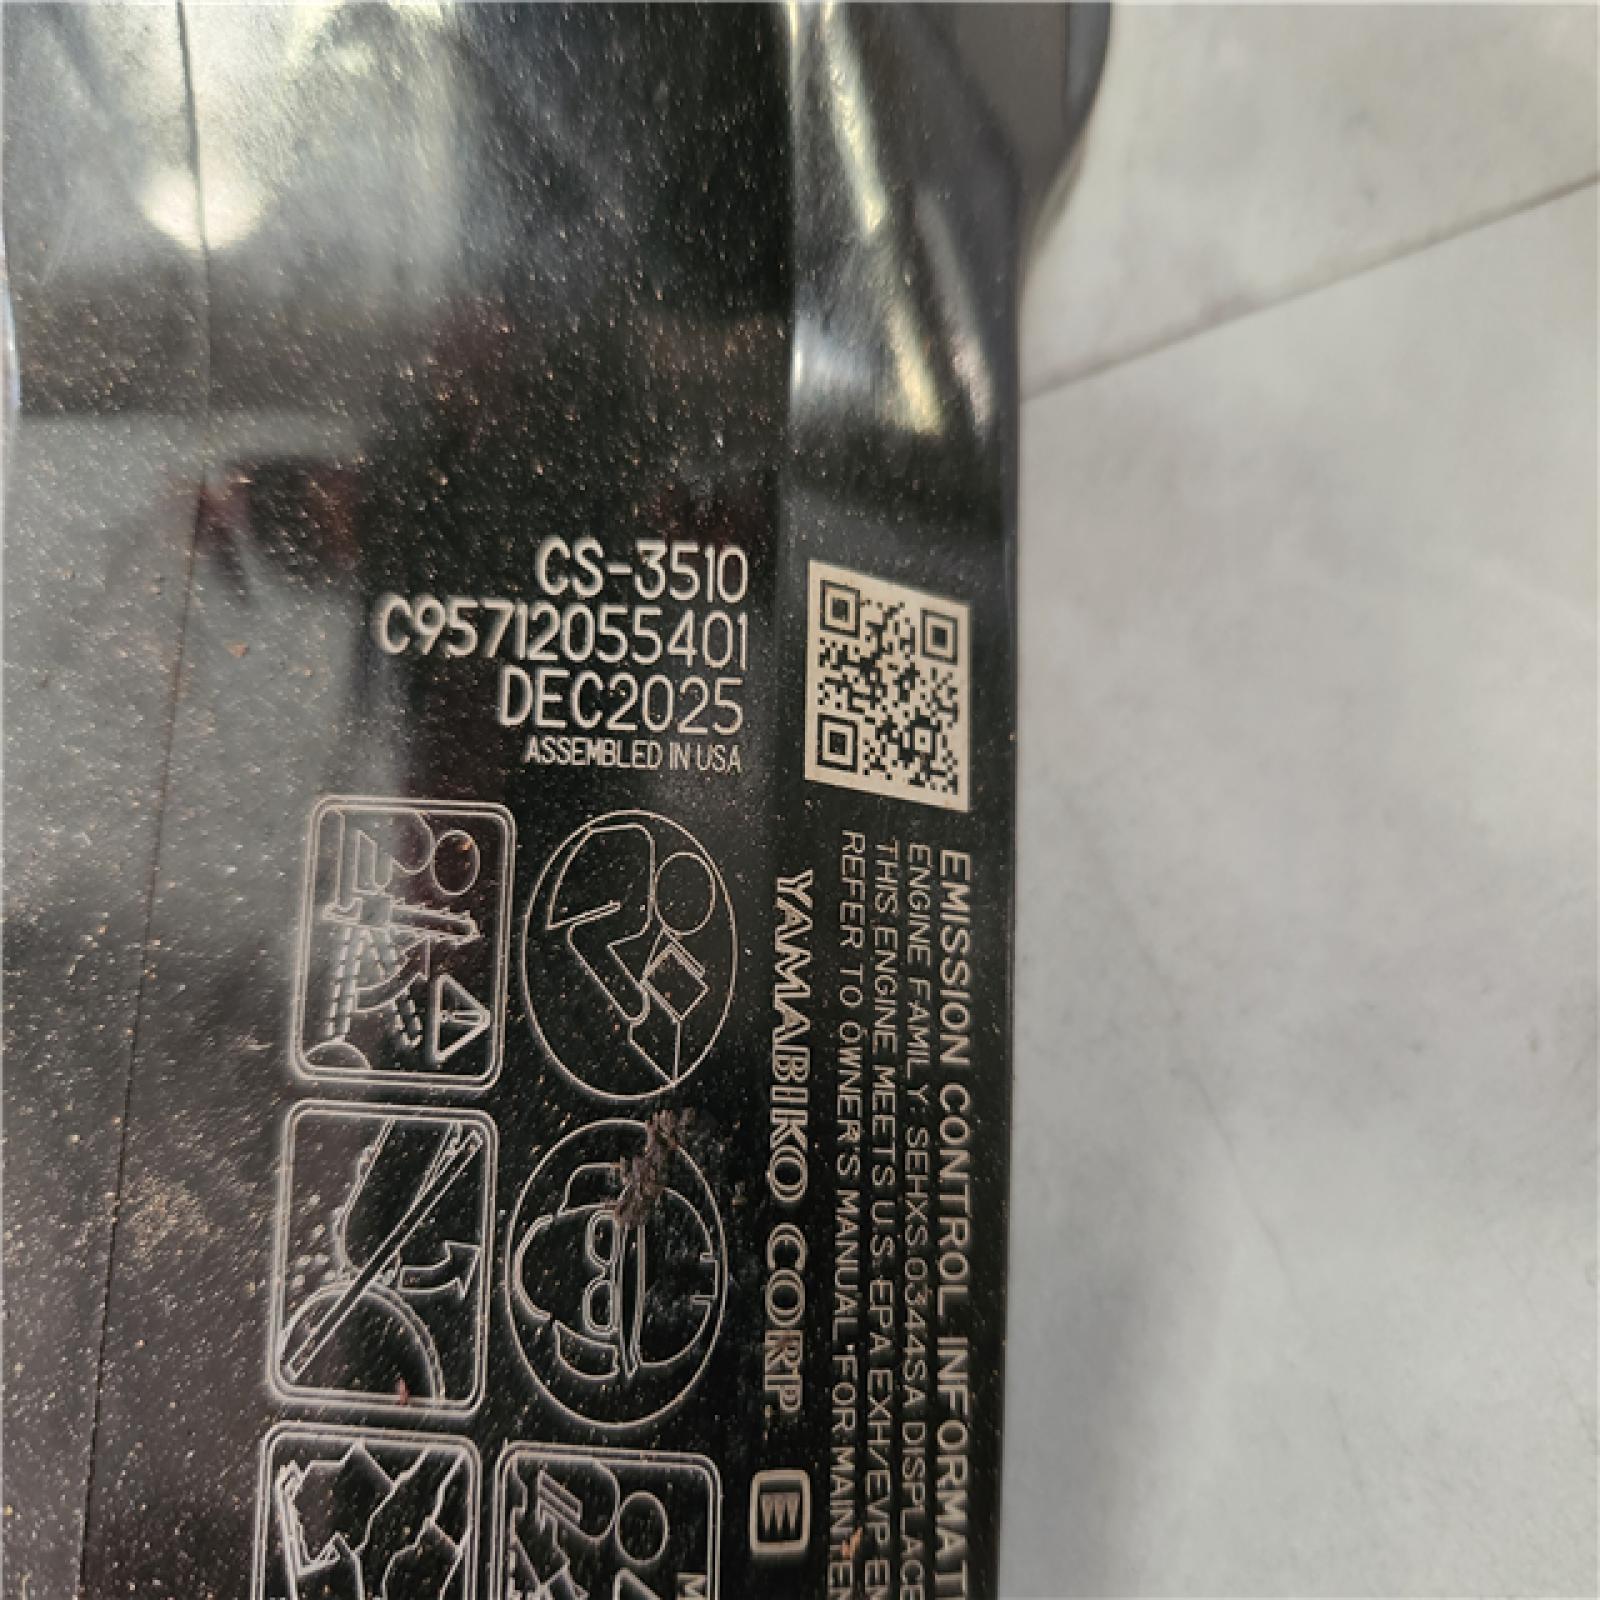 CS-3510
C95712055401
DEC2025
ASSEMBLED IN USA
EMISSION CONTROL INFORMAT
ENGINE FAMILY: SEHXS.0344SA DISPLACE
THIS ENGINE MEETS U.S. EPA EXH/EVP EM
REFER TO OWNER'S MANUAL FOR MAINTEN
YAMABIKO CORP.
M